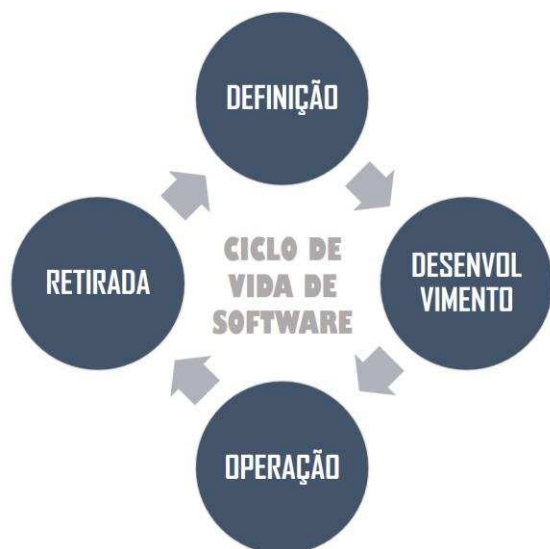 DEFINIÇÃO
CICLO DE
VIDA DE
SOFTWARE
DESENVOL
VIMENTO
OPERAÇÃO
RETIRADA